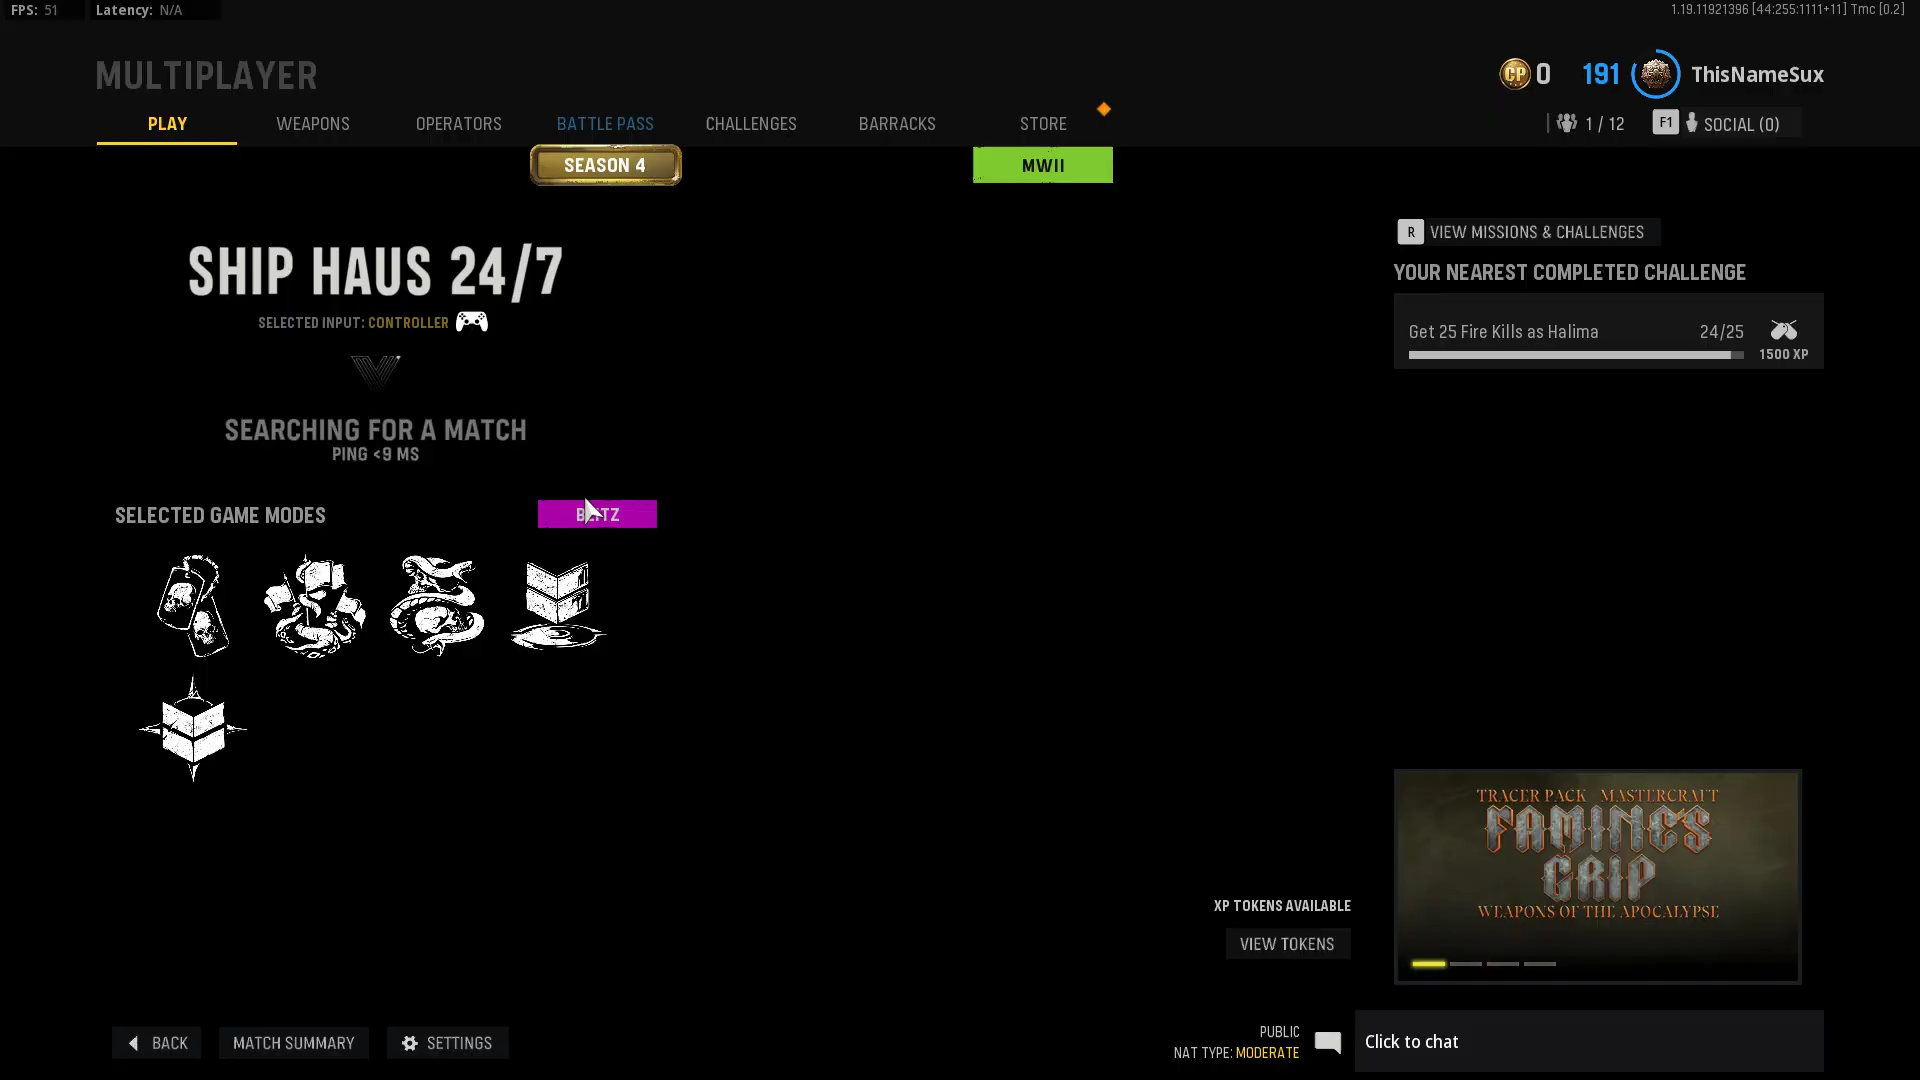 FPS: 51
Latency: N/A
1.19.11921396 [44:255:1111+11] Tmc [0.2]
MULTIPLAYER
CP 0
191
ThisNameSux
PLAY
WEAPONS
OPERATORS
BATTLE PASS
CHALLENGES
BARRACKS
STORE
1 / 12
F1
SOCIAL (0)
SEASON 4
MWII
SHIP HAUS 24/7
SELECTED INPUT: CONTROLLER
SEARCHING FOR A MATCH
PING <9 MS
SELECTED GAME MODES
BLITZ
R VIEW MISSIONS & CHALLENGES
YOUR NEAREST COMPLETED CHALLENGE
Get 25 Fire Kills as Halima
24/25
1500 XP
TRACER PACK MASTERCRAFT
FAMINES
GRIP
WEAPONS OF THE APOCALYPSE
XP TOKENS AVAILABLE
VIEW TOKENS
BACK
MATCH SUMMARY
SETTINGS
PUBLIC
NAT TYPE: MODERATE
Click to chat